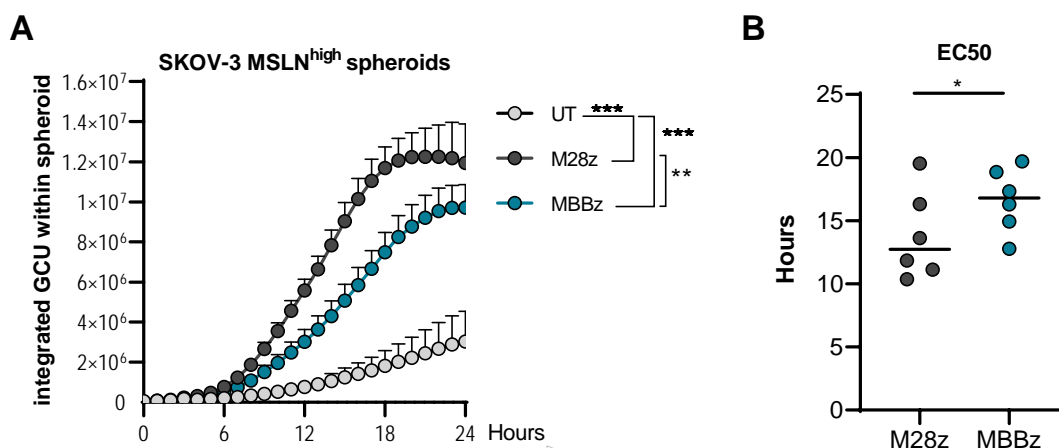 A
SKOV-3 MSLNhigh spheroids
integrated GCU within spheroid
1.6×10⁷
1.4×10⁷
1.2×10⁷
1×10⁷
8×10⁶
6×10⁶
4×10⁶
2×10⁶
0
0
6
12
18
24
Hours
UT
M28z
MBBz
***
***
**
B
EC50
*
Hours
25
20
15
10
5
0
M28z
MBBz